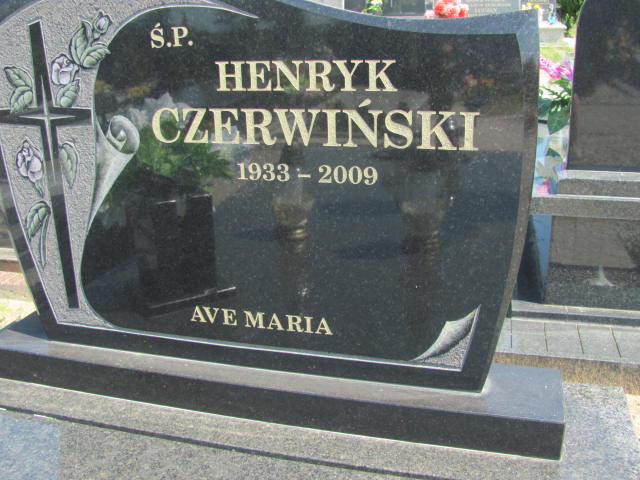 Ś.P.
HENRYK
CZERWIŃSKI
1933 – 2009
AVE MARIA